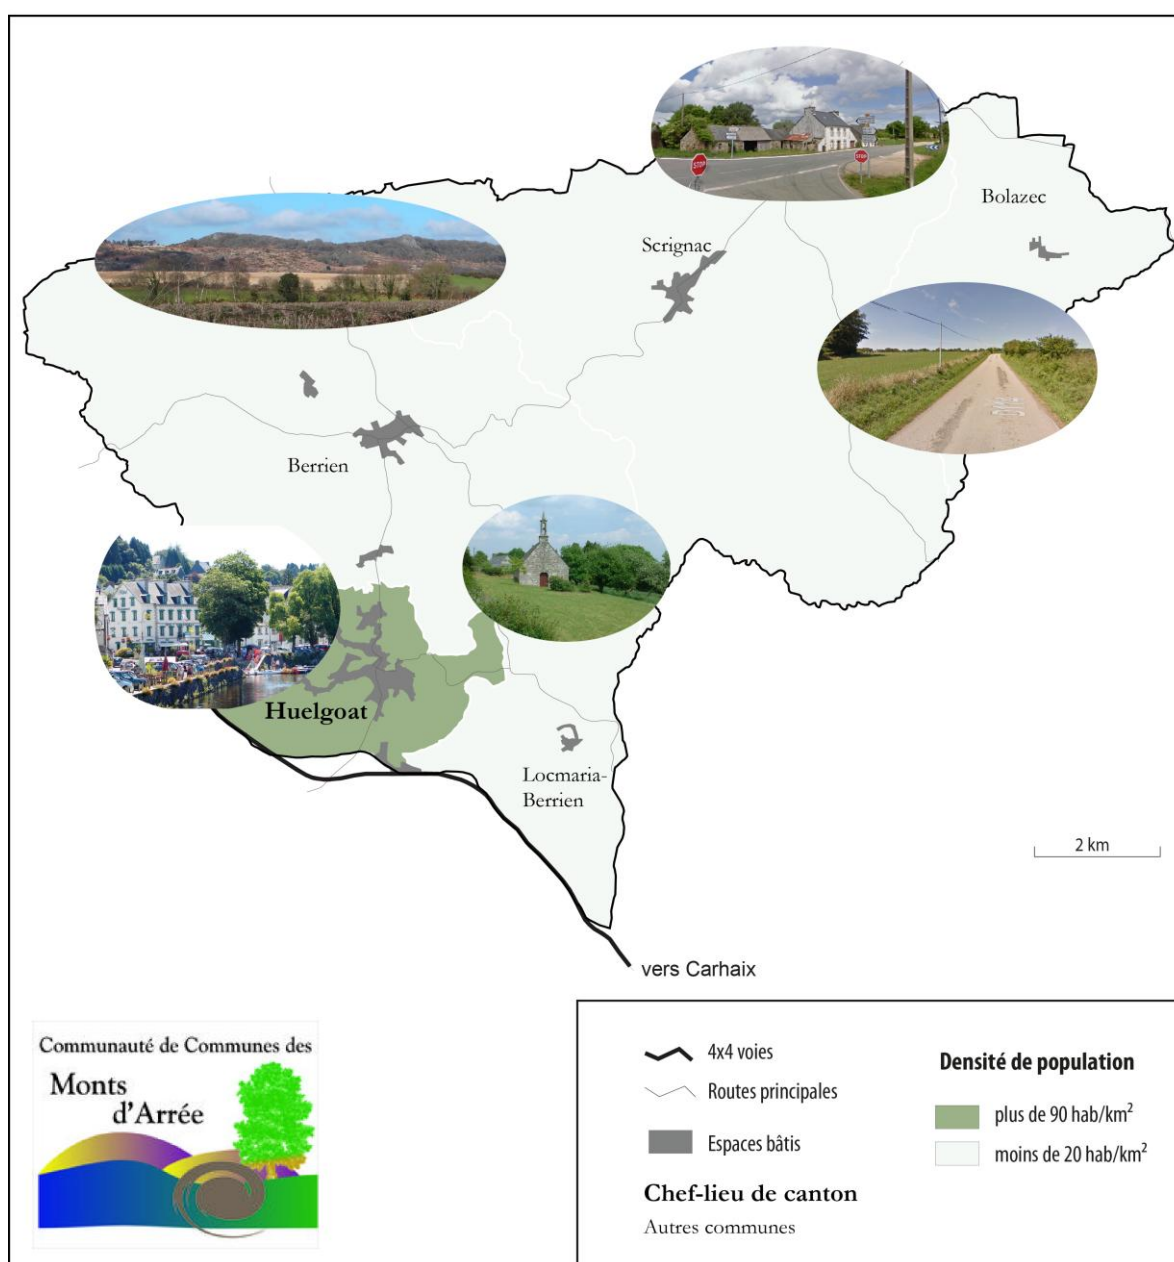 STOP
STOP
Bolazec
Scrignac
Berrien
Huelgoat
Locmaria-
Berrien
2 km
vers Carhaix
Communauté de Communes des
Monts
d'Arrée
4x4 voies
Routes principales
Espaces bâtis
Chef-lieu de canton
Autres communes
Densité de population
plus de 90 hab/km²
moins de 20 hab/km²